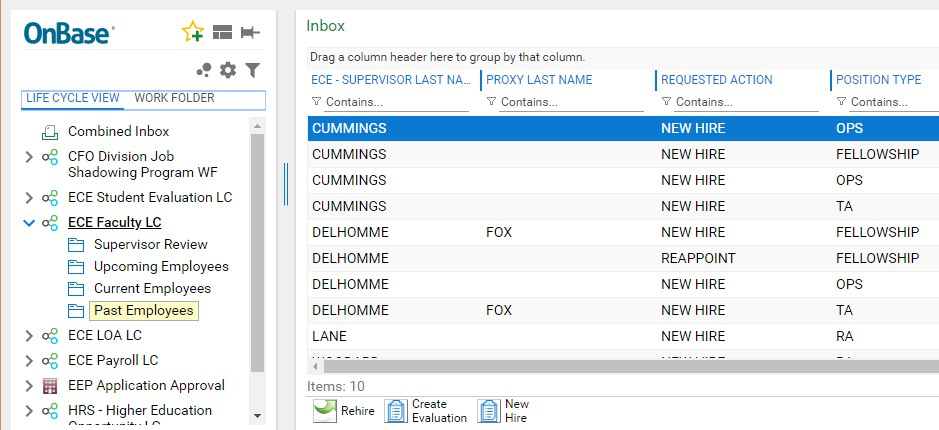 OnBase®
LIFE CYCLE VIEW WORK FOLDER
Combined Inbox
CFO Division Job
Shadowing Program WF
ECE Student Evaluation LC
ECE Faculty LC
Supervisor Review
Upcoming Employees
Current Employees
Past Employees
ECE LOA LC
ECE Payroll LC
EEP Application Approval
HRS - Higher Education
Opportunity LC
Inbox
Drag a column header here to group by that column.
ECE - SUPERVISOR LAST NA... PROXY LAST NAME REQUESTED ACTION POSITION TYPE
Contains... Contains... Contains... Contains...
CUMMINGS NEW HIRE OPS
CUMMINGS NEW HIRE FELLOWSHIP
CUMMINGS NEW HIRE OPS
CUMMINGS NEW HIRE TA
DELHOMME FOX NEW HIRE FELLOWSHIP
DELHOMME REAPPOINT FELLOWSHIP
DELHOMME NEW HIRE OPS
DELHOMME FOX NEW HIRE TA
LANE NEW HIRE RA
NEW HIRE
Items: 10
Rehire
Create
Evaluation
New
Hire